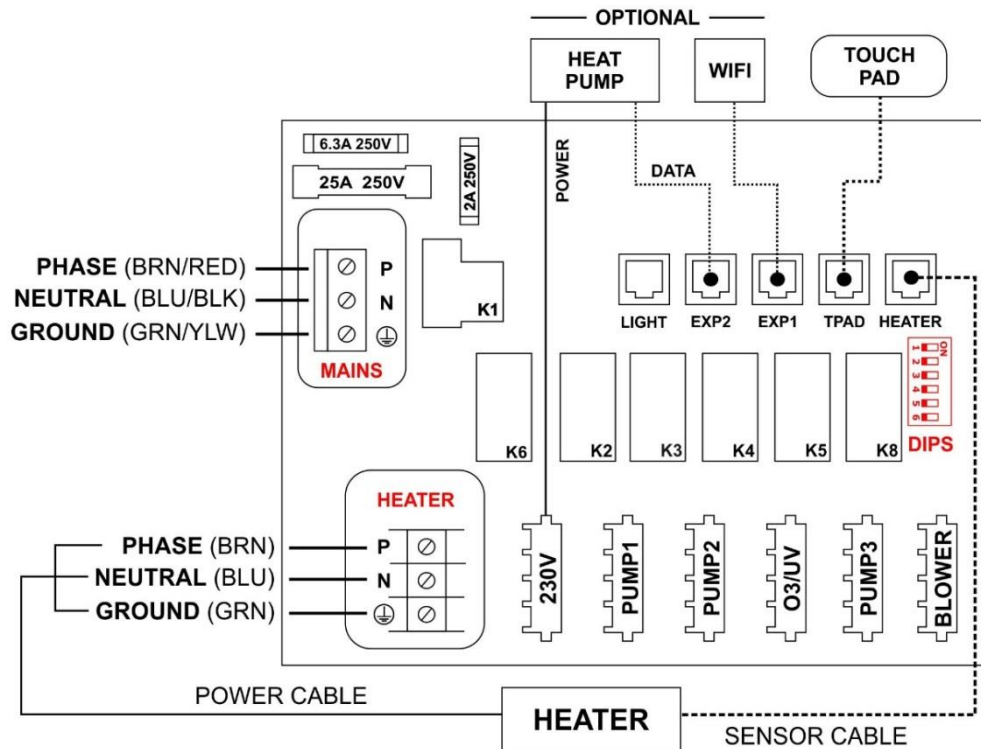 OPTIONAL
HEAT
PUMP
WIFI
TOUCH
PAD
6.3A 250V
25A 250V
2A 250V
POWER
DATA
PHASE (BRN/RED)
NEUTRAL (BLU/BLK)
GROUND (GRN/YLW)
P
N
MAINS
K1
LIGHT
EXP2
EXP1
TPAD
HEATER
ON
1
2
3
4
5
6
DIPS
K6
K2
K3
K4
K5
K8
HEATER
PHASE (BRN)
NEUTRAL (BLU)
GROUND (GRN)
P
N
230V
PUMP1
PUMP2
O3/UV
PUMP3
BLOWER
POWER CABLE
HEATER
SENSOR CABLE